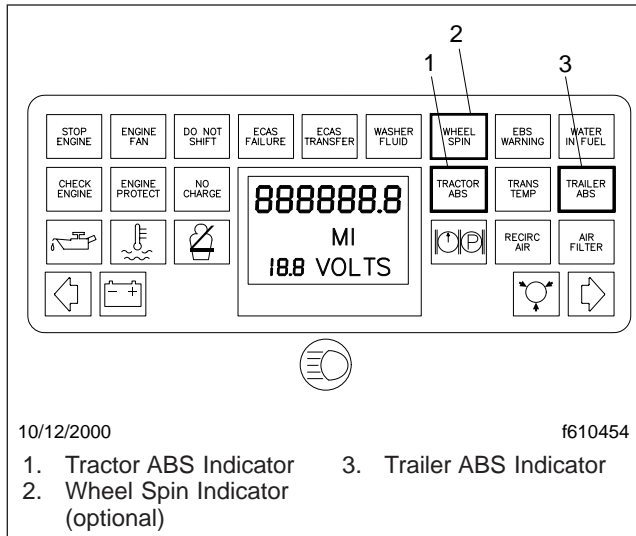 2
1
3
STOP ENGINE
ENGINE FAN
DO NOT SHIFT
ECAS FAILURE
ECAS TRANSFER
WASHER FLUID
WHEEL SPIN
EBS WARNING
WATER IN FUEL
CHECK ENGINE
ENGINE PROTECT
NO CHARGE
888888.8
MI
18.8 VOLTS
TRACTOR ABS
TRANS TEMP
TRAILER ABS
P
RECIRC AIR
AIR FILTER
- +
10/12/2000
f610454
1. Tractor ABS Indicator
2. Wheel Spin Indicator
(optional)
3. Trailer ABS Indicator